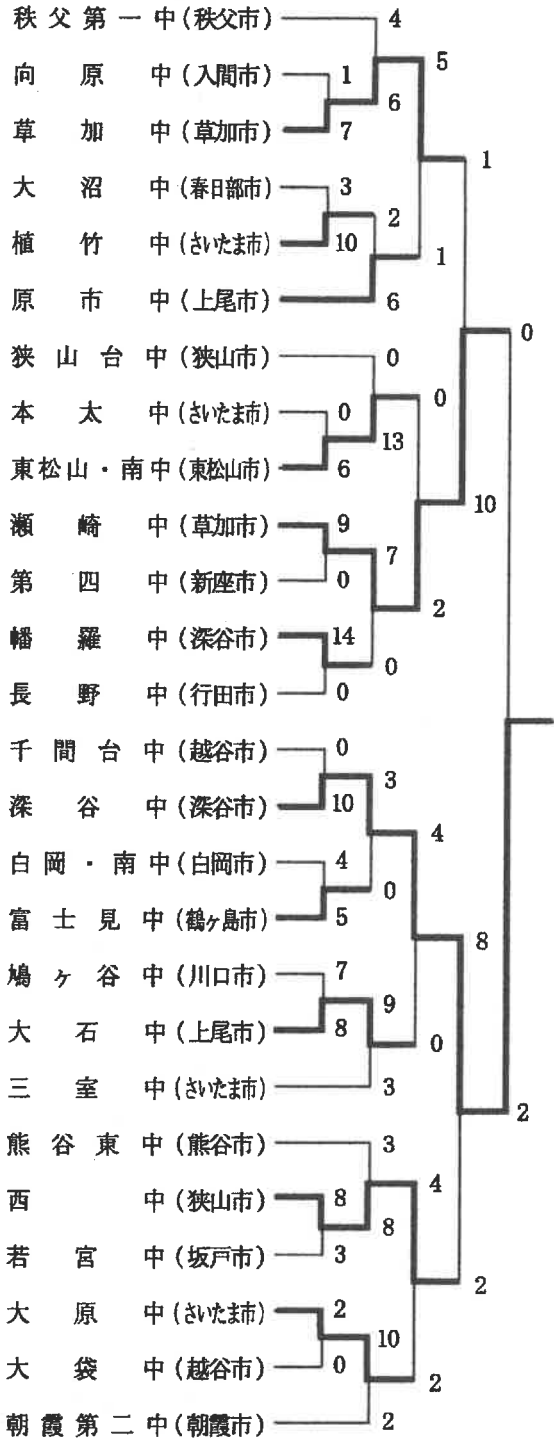 秩父第一中(秩父市) 4
5
向原中(入間市) 1
6
草加中(草加市) 7
1
大沼中(春日部市) 3
2
植竹中(さいたま市) 10
1
原市中(上尾市) 6
0
狭山台中(狭山市) 0
0
本太中(さいたま市) 0
13
東松山・南中(東松山市) 6
10
瀬崎中(草加市) 9
7
第四中(新座市) 0
2
幡羅中(深谷市) 14
0
長野中(行田市) 0
千間台中(越谷市) 0
3
深谷中(深谷市) 10
4
白岡・南中(白岡市) 4
0
富士見中(鶴ヶ島市) 5
8
鳩ヶ谷中(川口市) 7
9
大石中(上尾市) 8
0
三室中(さいたま市) 3
2
熊谷東中(熊谷市) 3
4
西中(狭山市) 8
8
若宮中(坂戸市) 3
2
大原中(さいたま市) 2
10
大袋中(越谷市) 0
2
朝霞第二中(朝霞市) 2